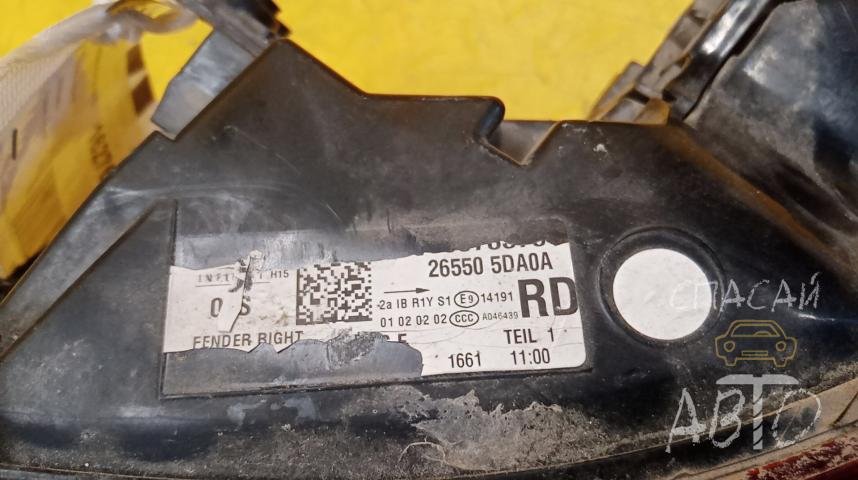 26550 5DA0A
INFINITI H15
2a IB R1Y S1 E9 14191 RD
01 02 02 02 CCC A046439
FENDER RIGHT
TEIL 1
1661 11:00
СПАСАЙ
АВТО